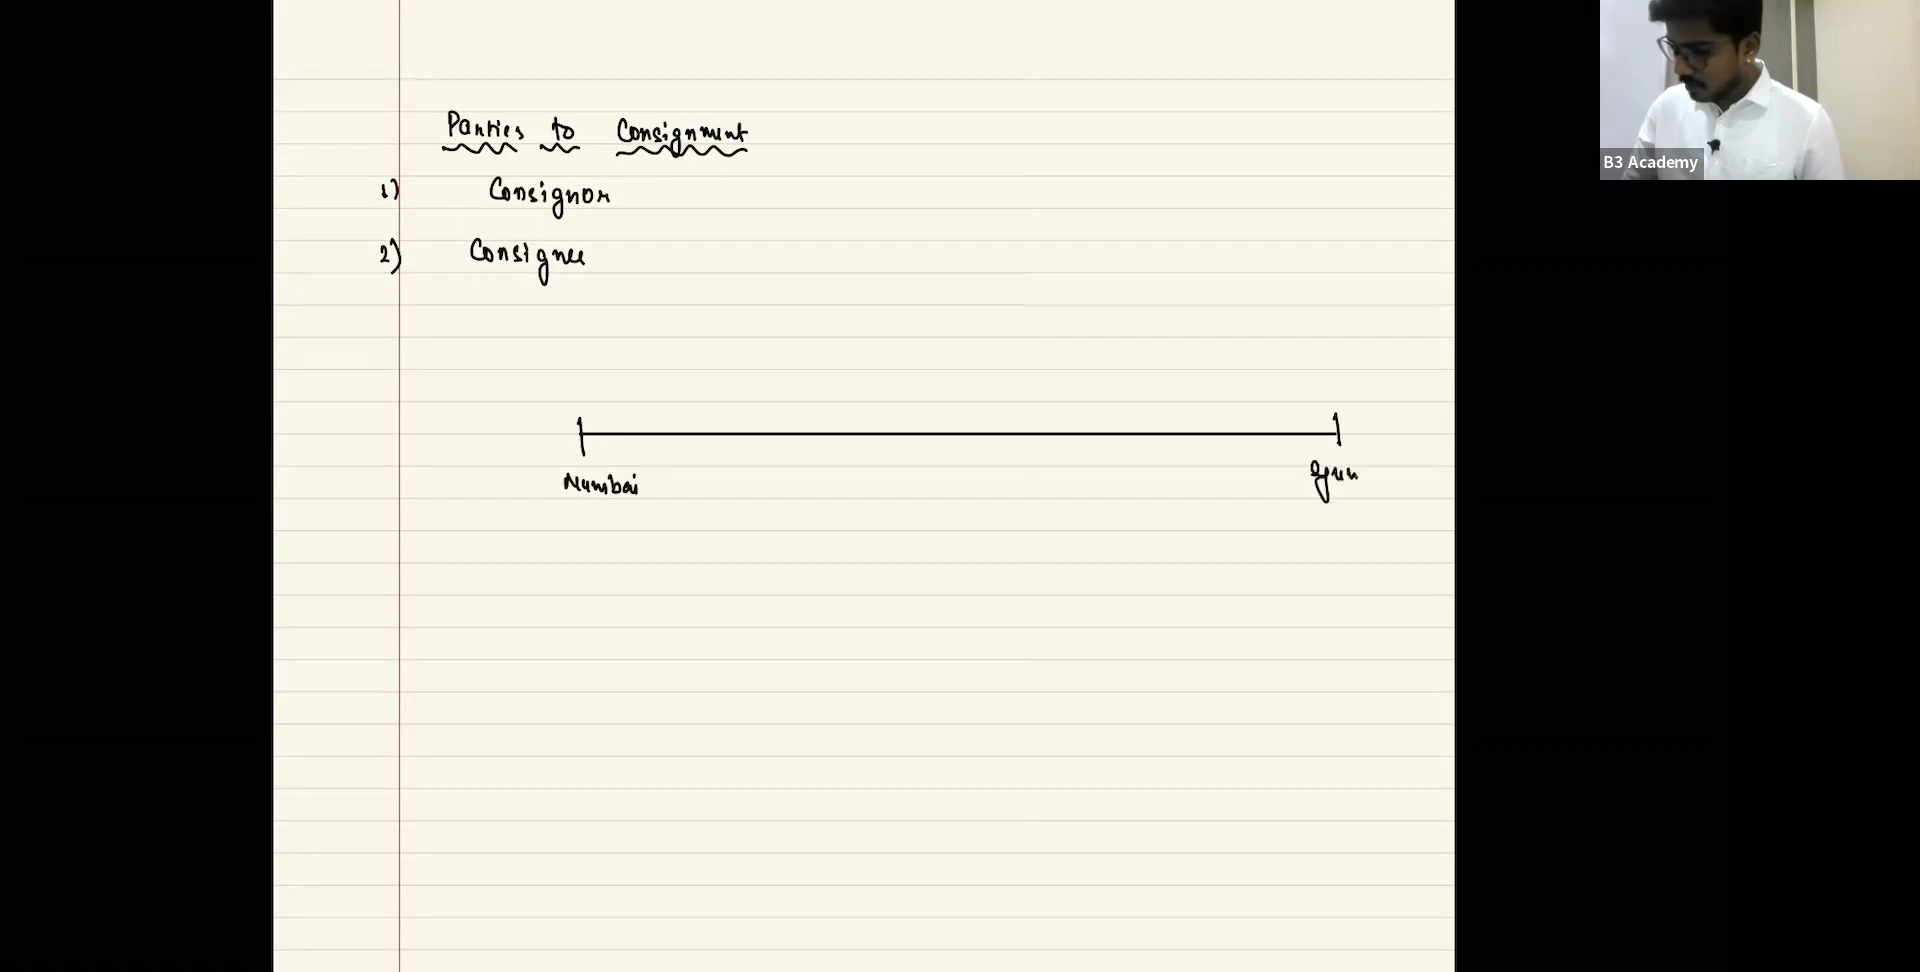 Parties to Consignment
1) Consignor
2) Consignee
Mumbai
B3 Academy